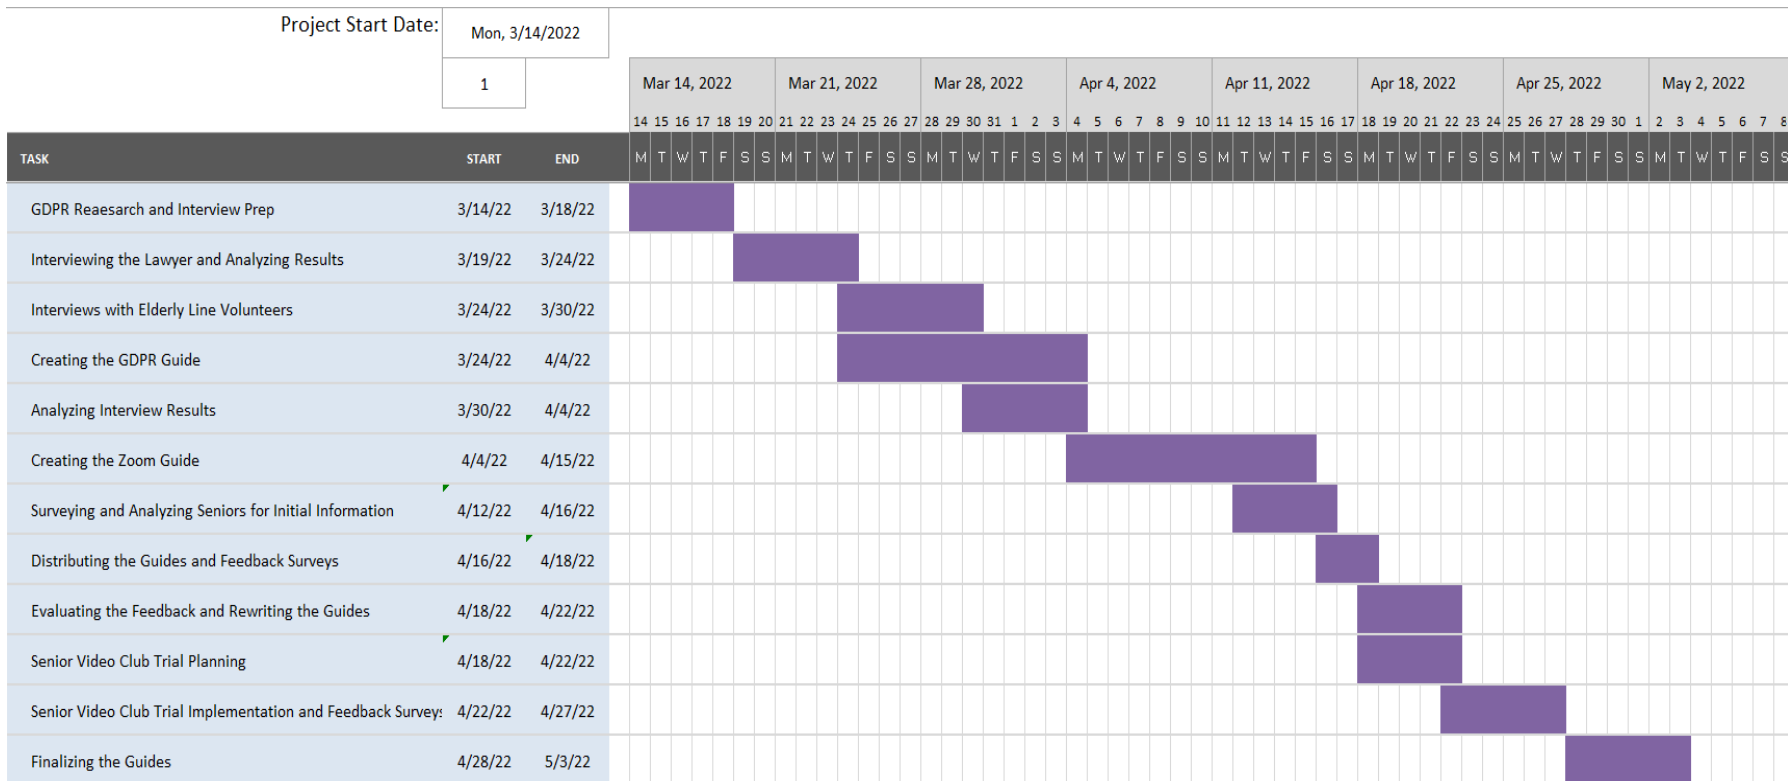 Project Start Date: Mon, 3/14/2022
1
Mar 14, 2022 Mar 21, 2022 Mar 28, 2022 Apr 4, 2022 Apr 11, 2022 Apr 18, 2022 Apr 25, 2022 May 2, 2022
14 15 16 17 18 19 20 21 22 23 24 25 26 27 28 29 30 31 1 2 3 4 5 6 7 8 9 10 11 12 13 14 15 16 17 18 19 20 21 22 23 24 25 26 27 28 29 30 1 2 3 4 5 6 7 8
TASK START END M T W T F S S M T W T F S S M T W T F S S M T W T F S S M T W T F S S M T W T F S S M T W T F S S M T W T F S S
GDPR Reaesarch and Interview Prep 3/14/22 3/18/22
Interviewing the Lawyer and Analyzing Results 3/19/22 3/24/22
Interviews with Elderly Line Volunteers 3/24/22 3/30/22
Creating the GDPR Guide 3/24/22 4/4/22
Analyzing Interview Results 3/30/22 4/4/22
Creating the Zoom Guide 4/4/22 4/15/22
Surveying and Analyzing Seniors for Initial Information 4/12/22 4/16/22
Distributing the Guides and Feedback Surveys 4/16/22 4/18/22
Evaluating the Feedback and Rewriting the Guides 4/18/22 4/22/22
Senior Video Club Trial Planning 4/18/22 4/22/22
Senior Video Club Trial Implementation and Feedback Surveys 4/22/22 4/27/22
Finalizing the Guides 4/28/22 5/3/22